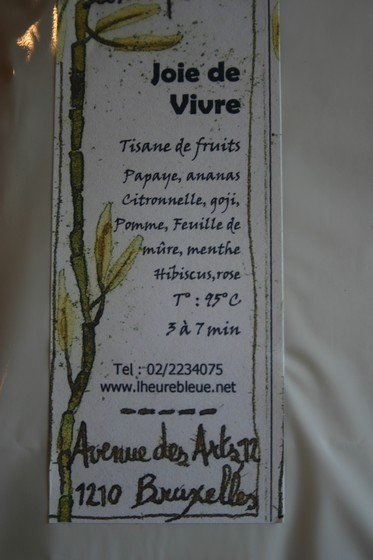 Joie de
Vivre
Tisane de fruits
Papaye, ananas
Citronnelle, goji,
Pomme, Feuille de
mûre, menthe
Hibiscus,rose
T° : 95°C
3 à 7 min
Tel : 02/2234075
www.lheurebleue.net
Avenue des Arts, 12
1210 Bruxelles